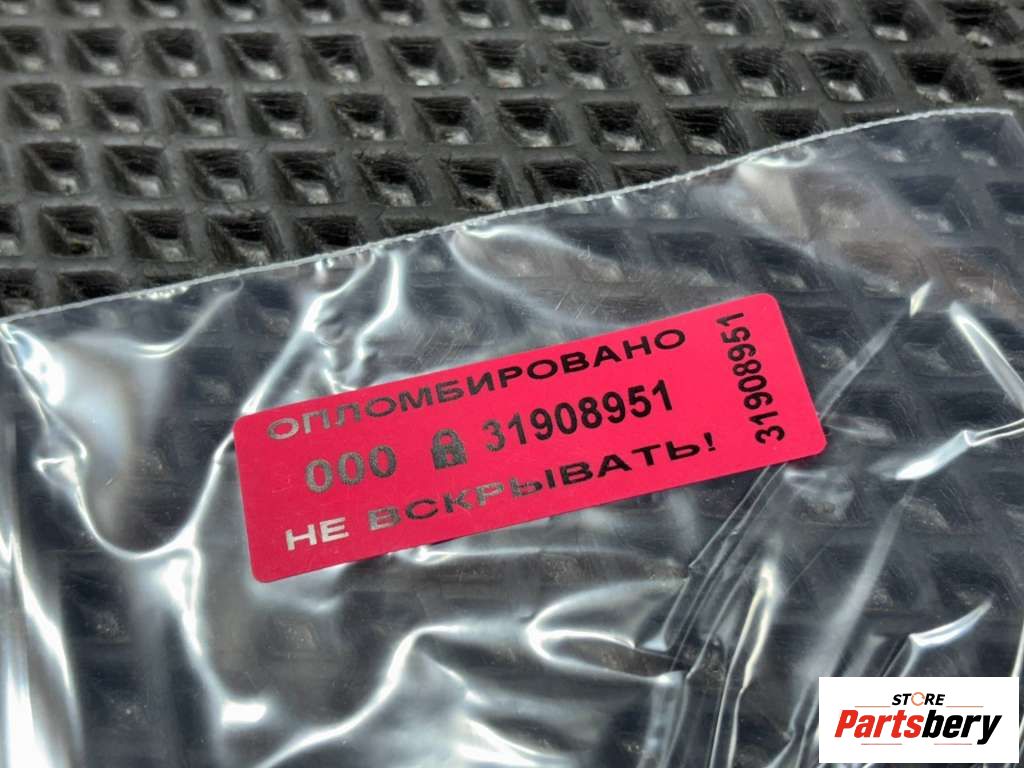 ОПЛОМБИРОВАНО
000 31908951
НЕ ВСКРЫВАТЬ!
31908951
STORE
Partsbery